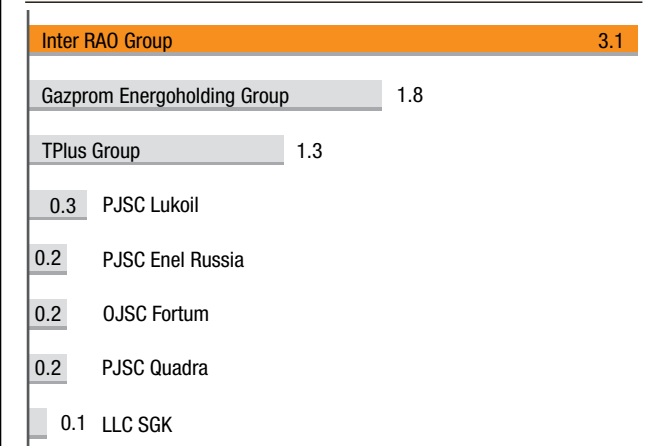 Inter RAO Group 3.1
Gazprom Energoholding Group 1.8
TPlus Group 1.3
0.3 PJSC Lukoil
0.2 PJSC Enel Russia
0.2 OJSC Fortum
0.2 PJSC Quadra
0.1 LLC SGK